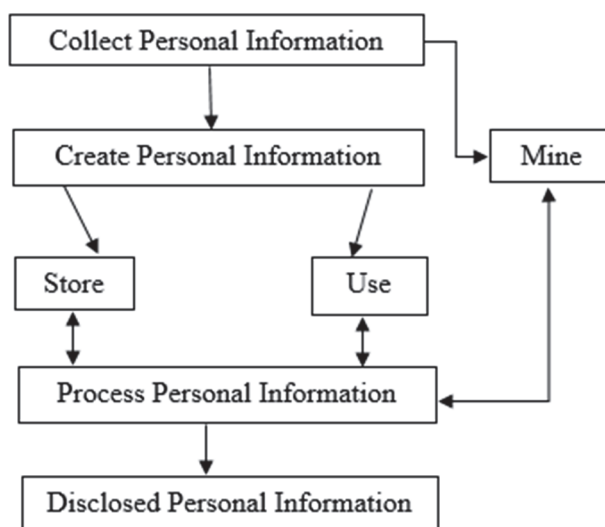 Collect Personal Information
Create Personal Information
Mine
Store
Use
Process Personal Information
Disclosed Personal Information